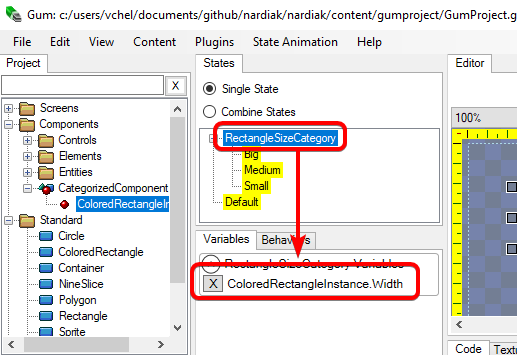 Gum: c:/users/vchel/documents/github/nardiak/nardiak/content/gumproject/GumProject.g
File Edit View Content Plugins State Animation Help
Project
X
Screens
Components
Controls
Elements
Entities
CategorizedComponent
ColoredRectangleIn
Standard
Circle
ColoredRectangle
Container
NineSlice
Polygon
Rectangle
Sprite
States
Single State
Combine States
RectangleSizeCategory
Big
Medium
Small
Default
Variables Behaviors
RectangleSizeCategory Variables
X ColoredRectangleInstance.Width
Editor
100%
Code Textu